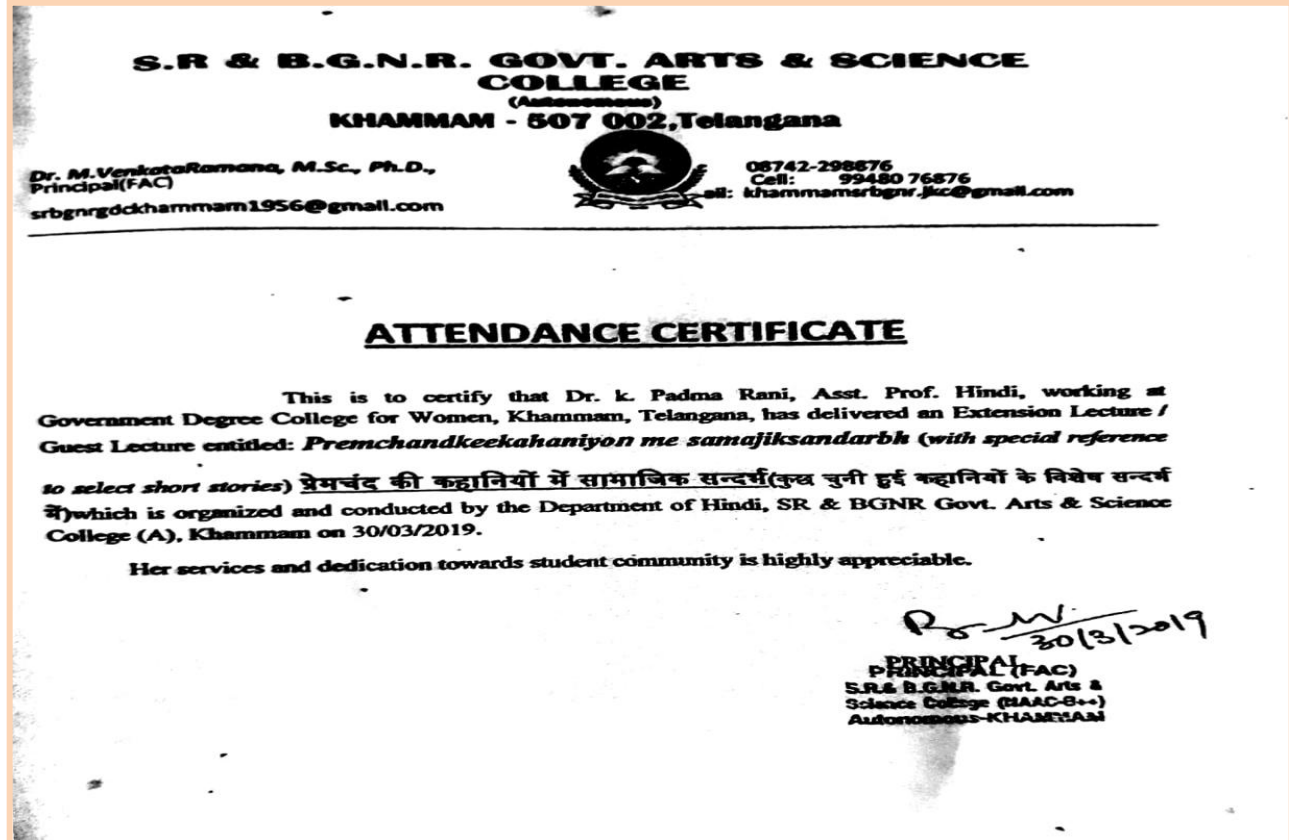 S.R & B.G.N.R. GOVT. ARTS & SCIENCE
COLLEGE
(Autonomous)
KHAMMAM - 507 002,Telangana
Dr. M.VenkataRamana, M.Sc., Ph.D.,
Principal(FAC)
srbgnrgdckhammam1956@gmail.com
08742-298876
Cell: 99480 76876
ail: khammamsrbgnr.jkc@gmail.com
ATTENDANCE CERTIFICATE
This is to certify that Dr. k. Padma Rani, Asst. Prof. Hindi, working at
Government Degree College for Women, Khammam, Telangana, has delivered an Extension Lecture /
Guest Lecture entitled: Premchandkeekahaniyon me samajiksandarbh (with special reference
to select short stories) प्रेमचंद की कहानियों में सामाजिक सन्दर्भ(कुछ चुनी हुई कहानियों के विशेष सन्दर्भ
में)which is organized and conducted by the Department of Hindi, SR & BGNR Govt. Arts & Science
College (A), Khammam on 30/03/2019.
Her services and dedication towards student community is highly appreciable.
30/3/2019
PRINCIPAL
PRINCIPAL (FAC)
S.R.& B.G.N.R. Govt. Arts &
Science College (NAAC-B++)
Autonomous-KHAMMAM